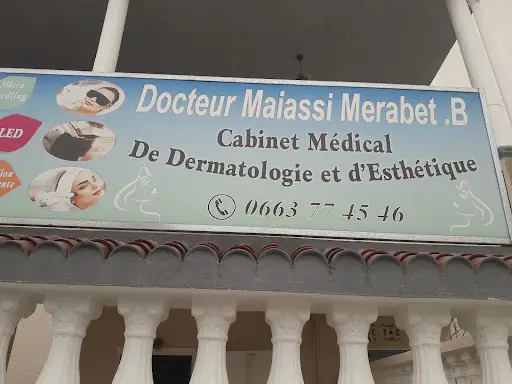 Docteur Maiassi Merabet .B
Cabinet Médical
De Dermatologie et d'Esthétique
0663 77 45 46
Micro
LED